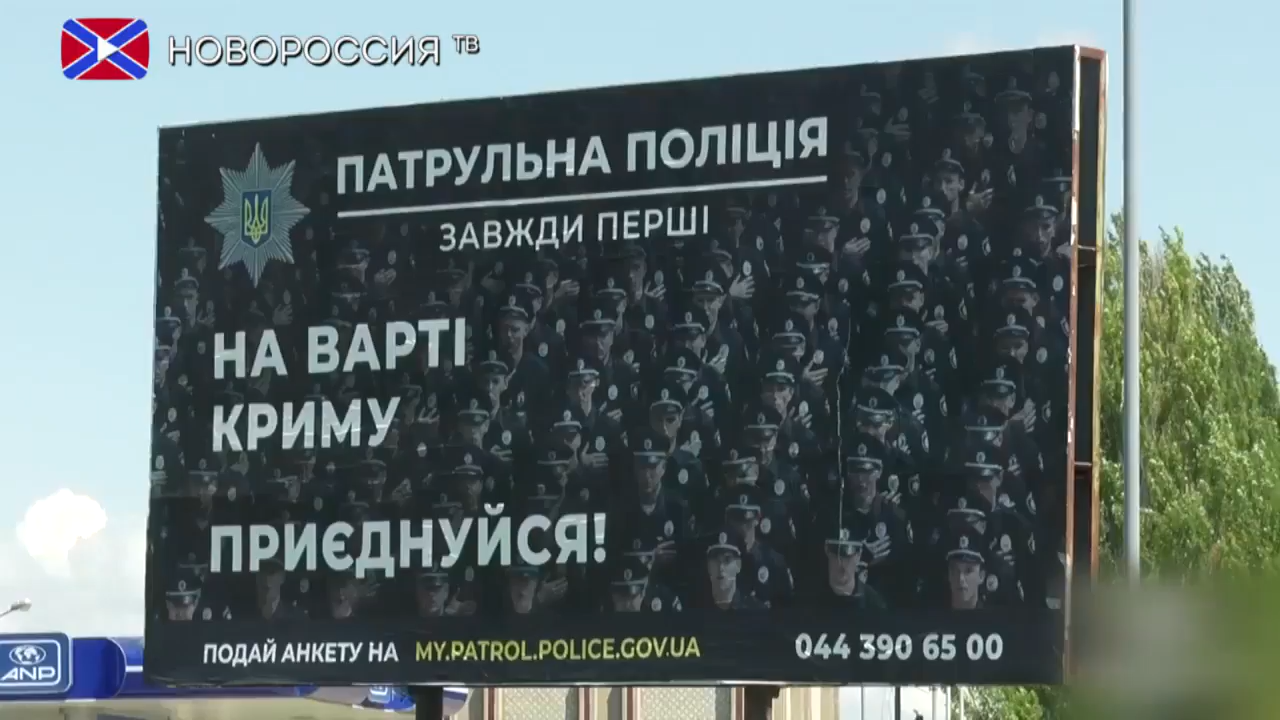 НОВОРОССИЯ ТВ
ПАТРУЛЬНА ПОЛІЦІЯ
ЗАВЖДИ ПЕРШІ
НА ВАРТІ
КРИМУ
ПРИЄДНУЙСЯ!
ПОДАЙ АНКЕТУ НА MY.PATROL.POLICE.GOV.UA 044 390 65 00
ANP